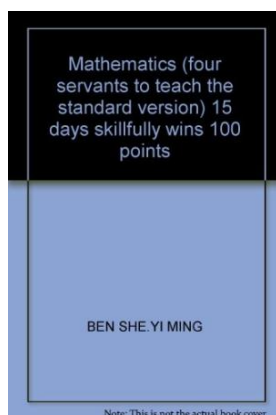 Mathematics (four
servants to teach the
standard version) 15
days skillfully wins 100
points
BEN SHE.YI MING
Note: This is not the actual book cover